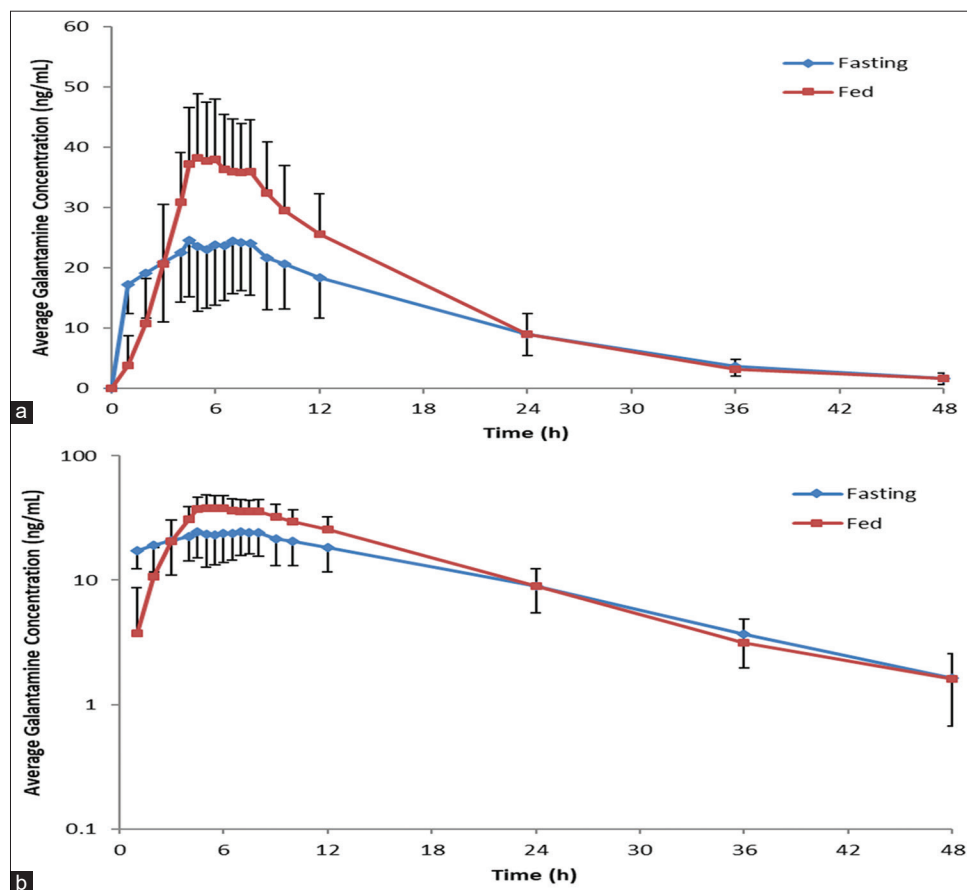 60
50
40
30
20
10
0
Average Galantamine Concentration (ng/mL)
Fasting
Fed
0 6 12 18 24 30 36 42 48
Time (h)
a
100
10
1
0.1
Average Galantamine Concentration (ng/mL)
Fasting
Fed
0 6 12 18 24 30 36 42 48
Time (h)
b